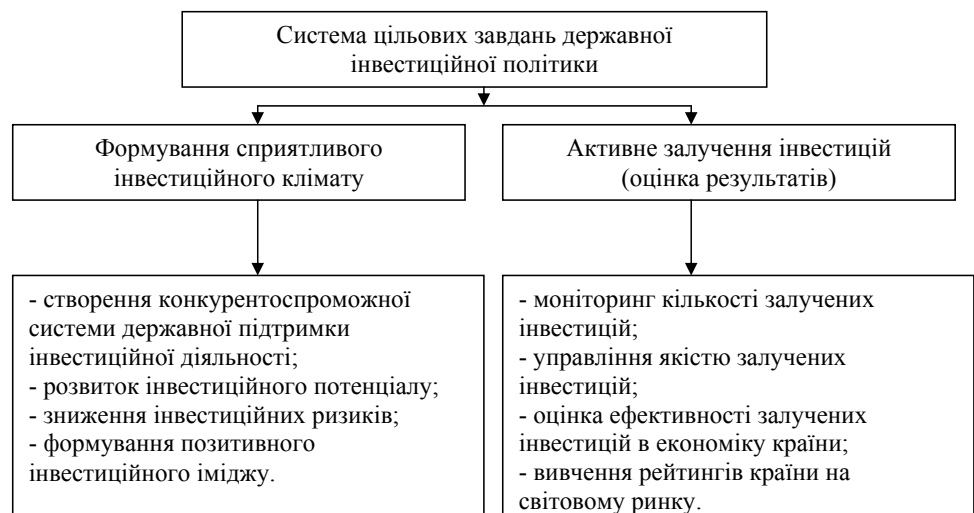 Система цільових завдань державної
інвестиційної політики
Формування сприятливого
інвестиційного клімату
Активне залучення інвестицій
(оцінка результатів)
- створення конкурентоспроможної
системи державної підтримки
інвестиційної діяльності;
- розвиток інвестиційного потенціалу;
- зниження інвестиційних ризиків;
- формування позитивного
інвестиційного іміджу.
- моніторинг кількості залучених
інвестицій;
- управління якістю залучених
інвестицій;
- оцінка ефективності залучених
інвестицій в економіку країни;
- вивчення рейтингів країни на
світовому ринку.